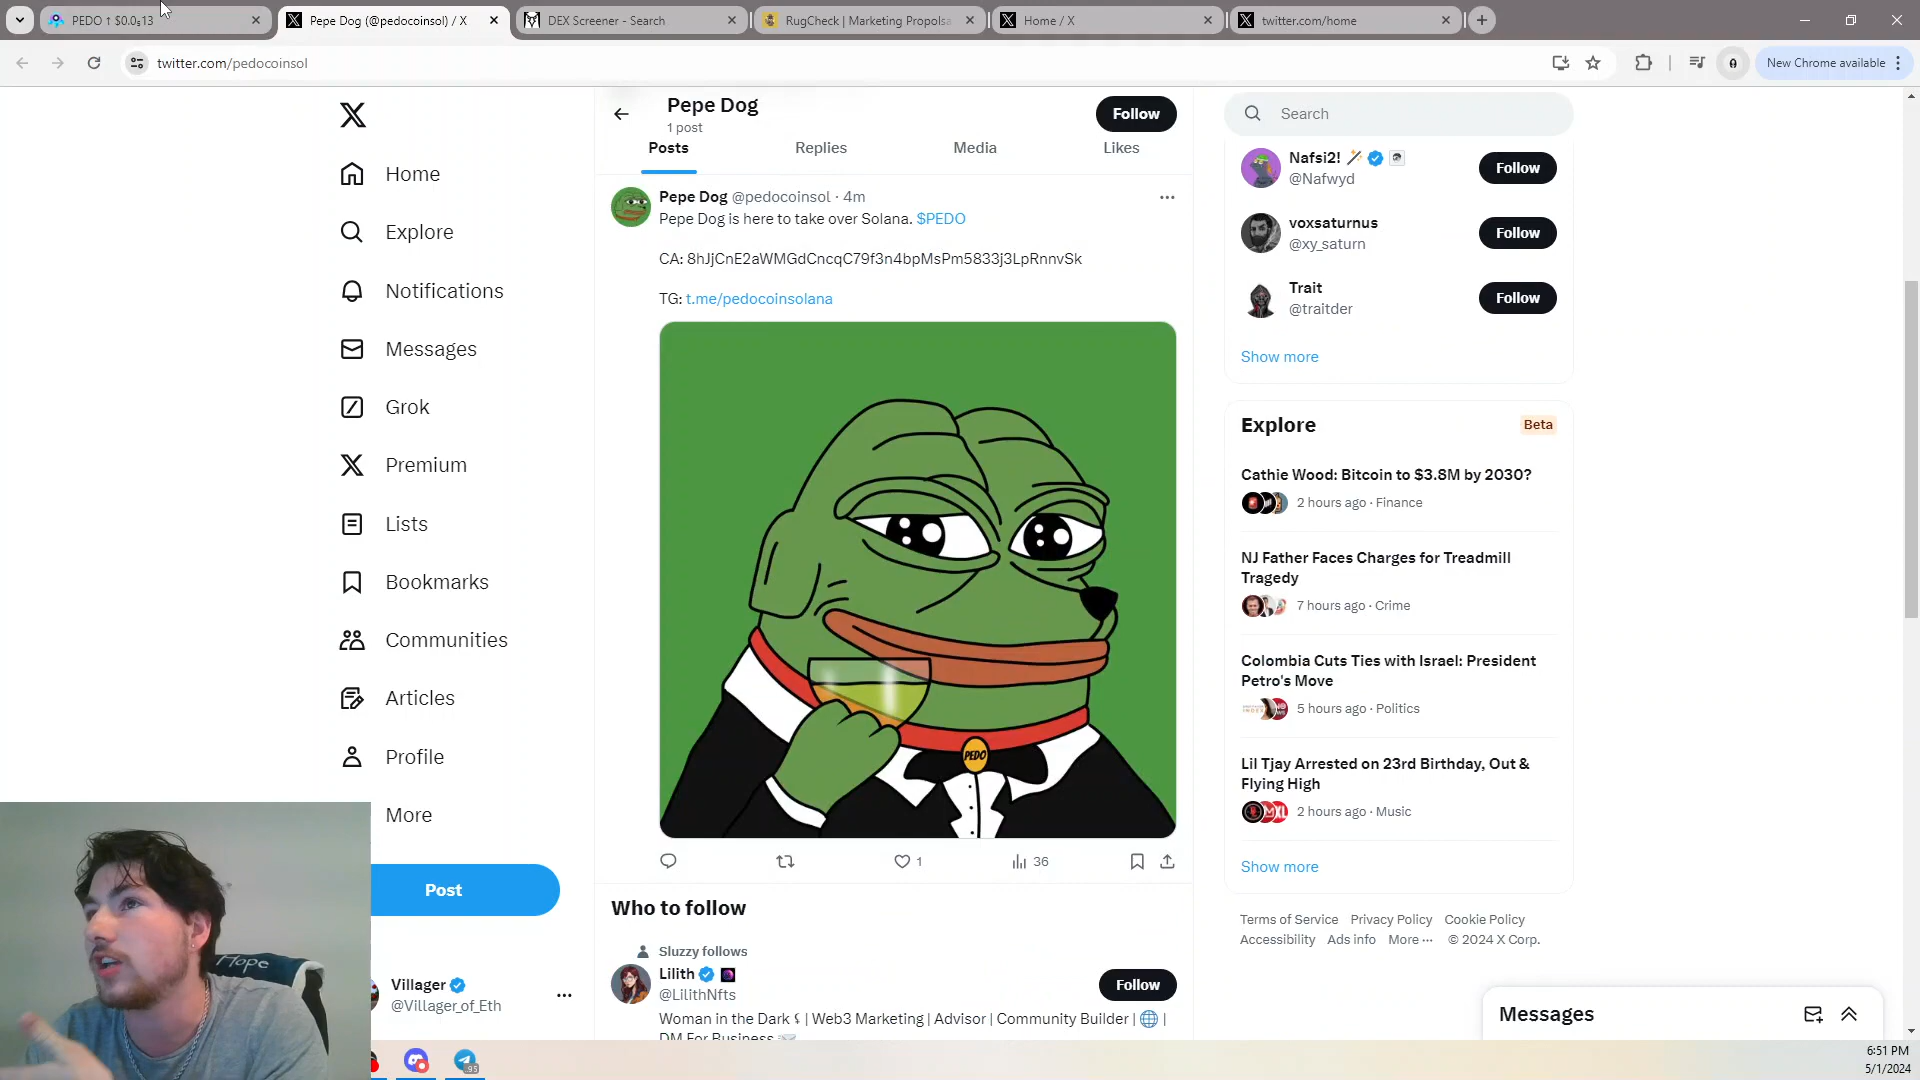 PEDO ↑ $0.0₅13
Pepe Dog (@pedocoinsol) / X
DEX Screener - Search
RugCheck | Marketing Propolsa
Home / X
twitter.com/home
twitter.com/pedocoinsol
New Chrome available
Home
Explore
Notifications
Messages
Grok
Premium
Lists
Bookmarks
Communities
Articles
Profile
More
Post
Villager
@Villager_of_Eth
Hope
Pepe Dog
1 post
Follow
Posts
Replies
Media
Likes
Pepe Dog @pedocoinsol · 4m
Pepe Dog is here to take over Solana. $PEDO
CA: 8hJjCnE2aWMGdCncqC79f3n4bpMsPm5833j3LpRnnvSk
TG: t.me/pedocoinsolana
PEDO
1
36
Who to follow
Sluzzy follows
Lilith
@LilithNfts
Follow
Woman in the Dark | Web3 Marketing | Advisor | Community Builder | 🌐 |
DM For Business
Search
Nafsi2!
@Nafwyd
Follow
voxsaturnus
@xy_saturn
Follow
Trait
@traitder
Follow
Show more
Explore
Beta
Cathie Wood: Bitcoin to $3.8M by 2030?
2 hours ago · Finance
NJ Father Faces Charges for Treadmill
Tragedy
7 hours ago · Crime
Colombia Cuts Ties with Israel: President
Petro's Move
5 hours ago · Politics
Lil Tjay Arrested on 23rd Birthday, Out &
Flying High
2 hours ago · Music
Show more
Terms of Service Privacy Policy Cookie Policy
Accessibility Ads info More ··· © 2024 X Corp.
Messages
95
6:51 PM
5/1/2024